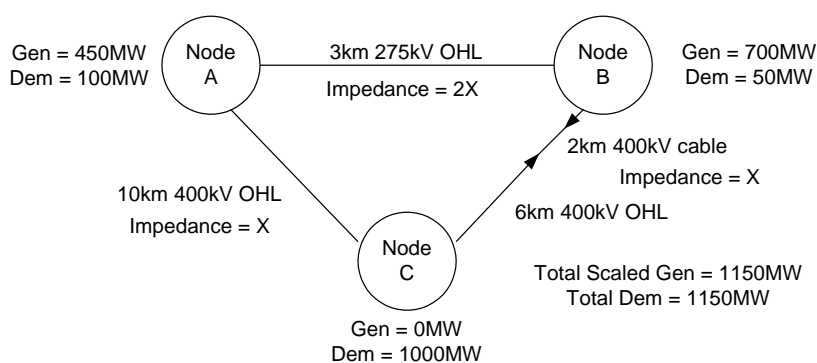 Gen = 450MW
Dem = 100MW
Node
A
3km 275kV OHL
Impedance = 2X
Node
B
Gen = 700MW
Dem = 50MW
2km 400kV cable
Impedance = X
10km 400kV OHL
Impedance = X
6km 400kV OHL
Node
C
Total Scaled Gen = 1150MW
Total Dem = 1150MW
Gen = 0MW
Dem = 1000MW